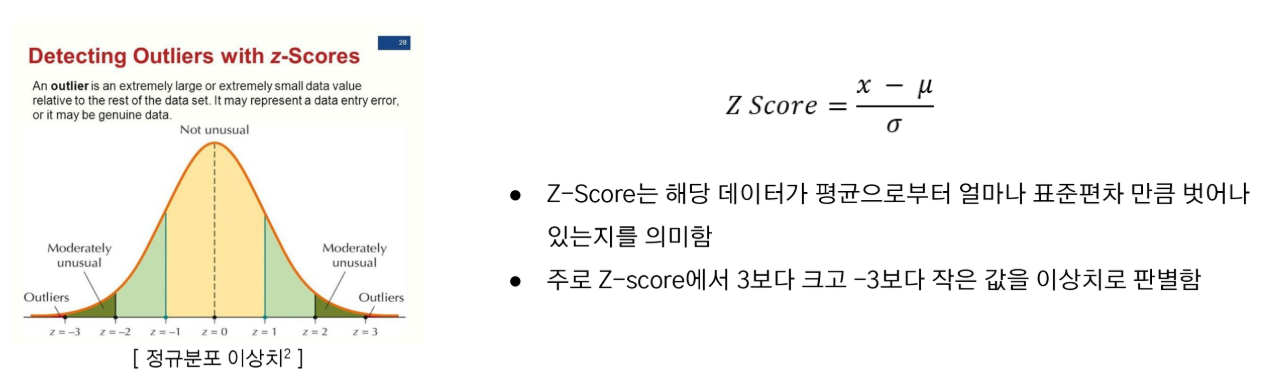 28
Detecting Outliers with z-Scores
An outlier is an extremely large or extremely small data value
relative to the rest of the data set. It may represent a data entry error,
or it may be genuine data.
Not unusual
Moderately
unusual
Moderately
unusual
Outliers
Outliers
z = –3 z = –2 z = –1 z = 0 z = 1 z = 2 z = 3
[ 정규분포 이상치² ]
Z Score = (x − μ) / σ
● Z-Score는 해당 데이터가 평균으로부터 얼마나 표준편차 만큼 벗어나
있는지를 의미함
● 주로 Z-score에서 3보다 크고 -3보다 작은 값을 이상치로 판별함